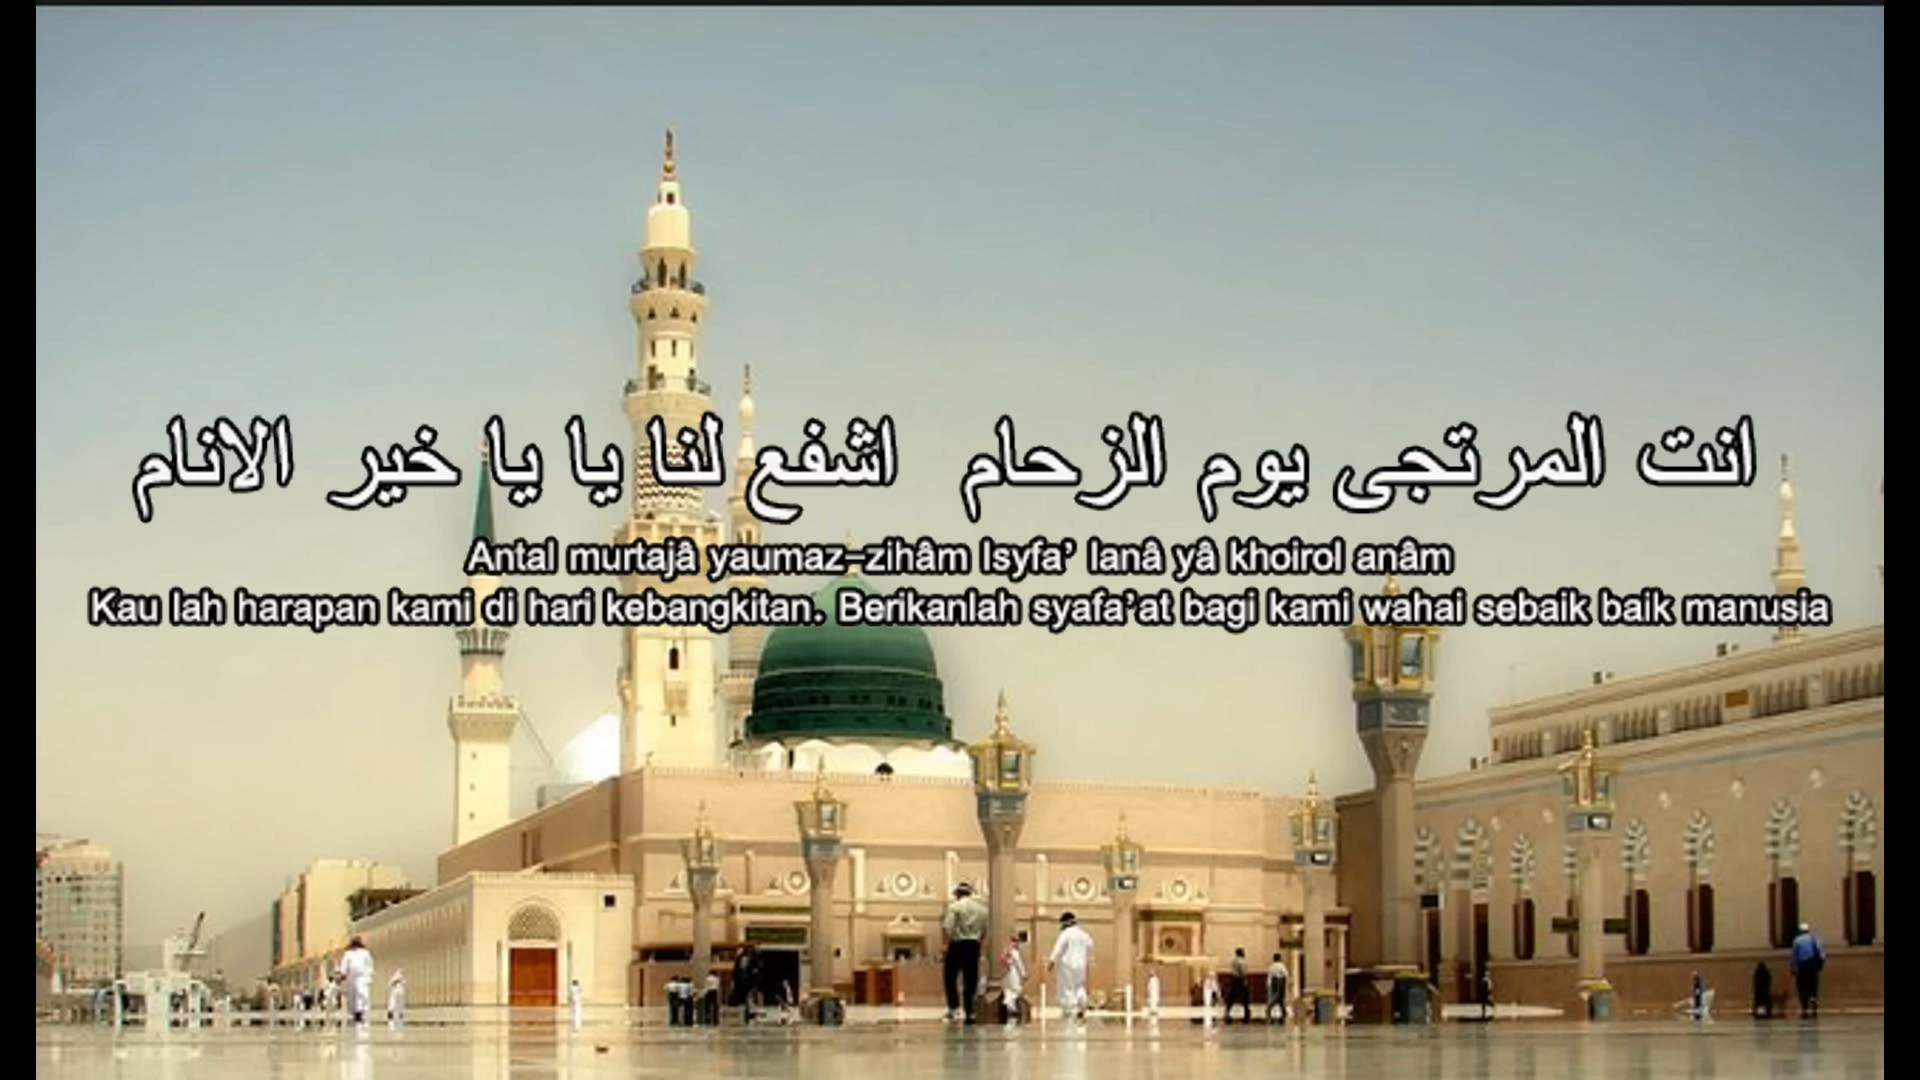 انت المرتجى يوم الزحام اشفع لنا يا يا خير الانام
Antal murtajâ yaumaz-zihâm Isyfa’ lanâ yâ khoirol anâm
Kau lah harapan kami di hari kebangkitan. Berikanlah syafa’at bagi kami wahai sebaik baik manusia